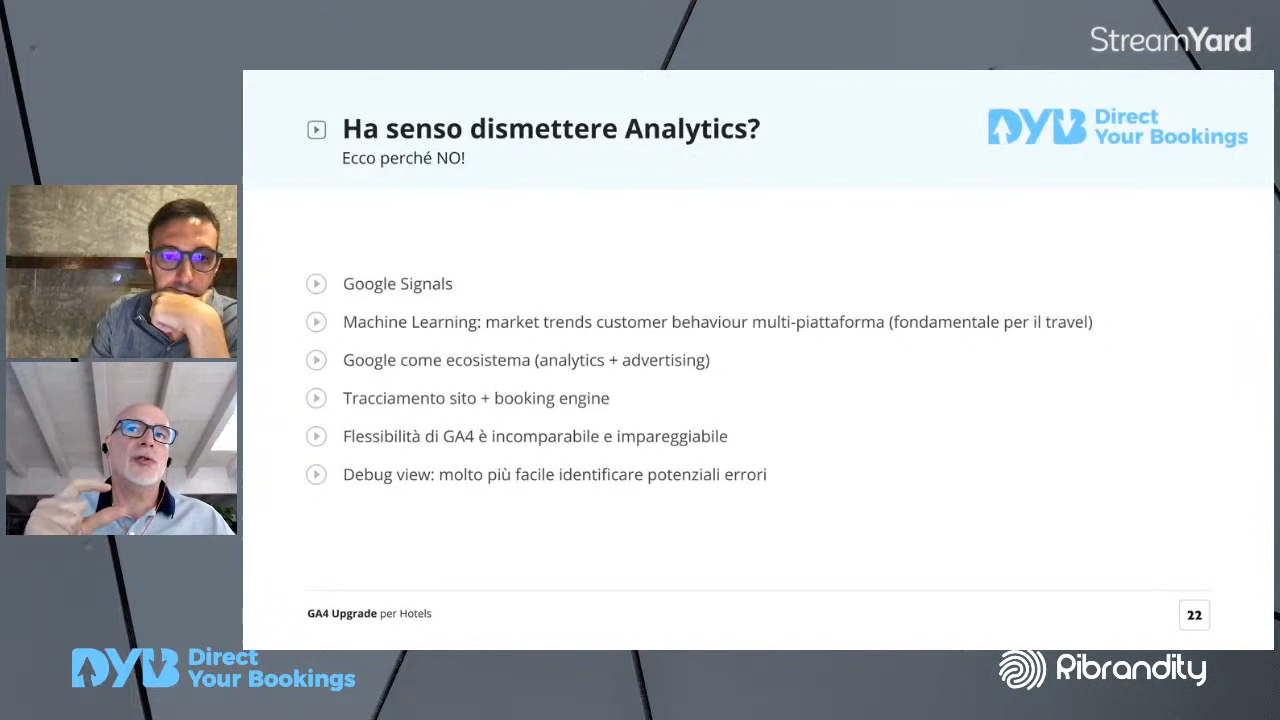 StreamYard
Ha senso dismettere Analytics?
Ecco perché NO!
DYB Direct
Your Bookings
Google Signals
Machine Learning: market trends customer behaviour multi-piattaforma (fondamentale per il travel)
Google come ecosistema (analytics + advertising)
Tracciamento sito + booking engine
Flessibilità di GA4 è incomparabile e impareggiabile
Debug view: molto più facile identificare potenziali errori
GA4 Upgrade per Hotels
22
DYB Direct
Your Bookings
Ribrandity